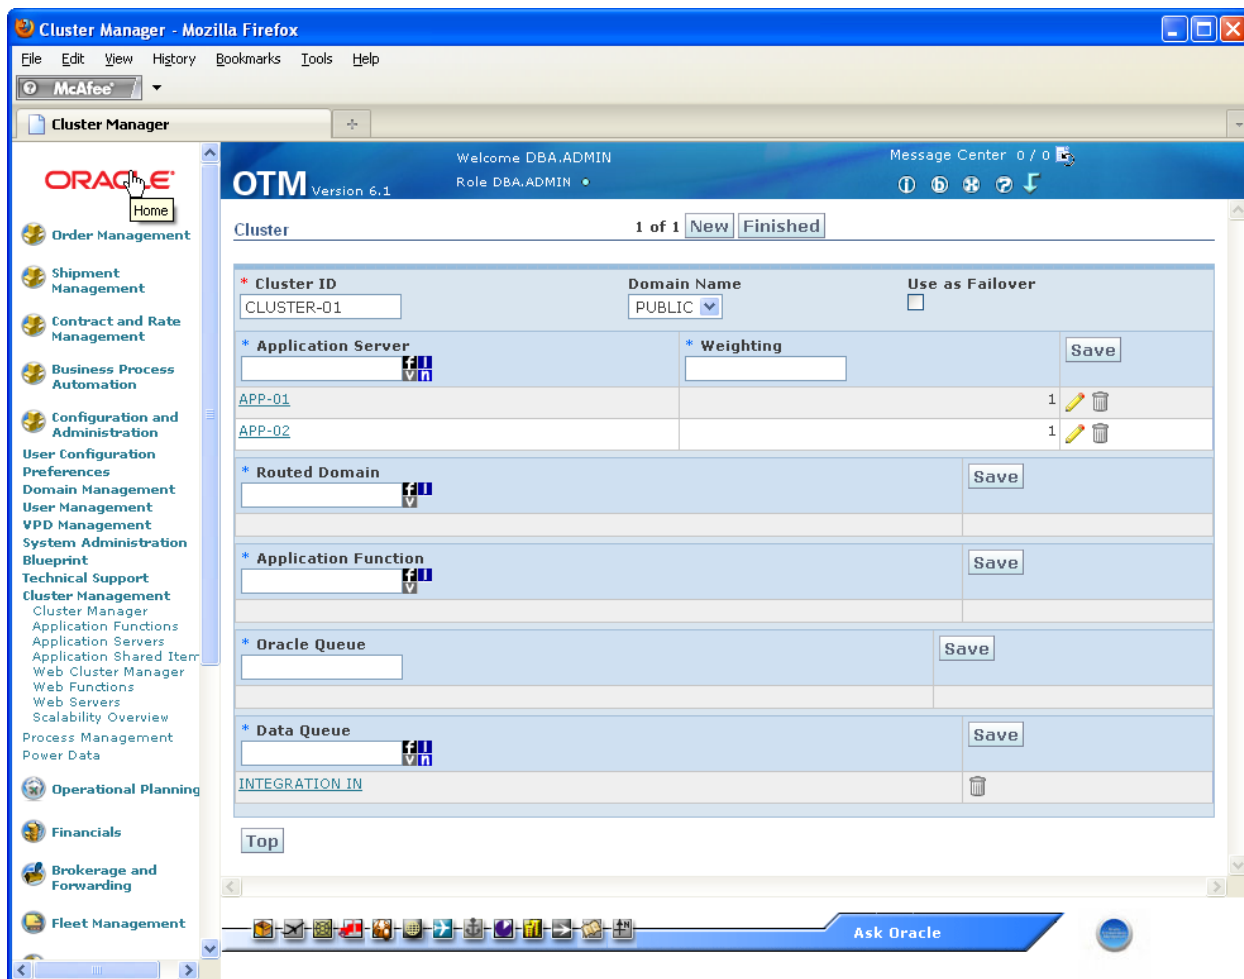 Cluster Manager - Mozilla Firefox
File Edit View History Bookmarks Tools Help
McAfee
Cluster Manager
ORACLE
Home
Order Management
Shipment
Management
Contract and Rate
Management
Business Process
Automation
Configuration and
Administration
User Configuration
Preferences
Domain Management
User Management
VPD Management
System Administration
Blueprint
Technical Support
Cluster Management
Cluster Manager
Application Functions
Application Servers
Application Shared Item
Web Cluster Manager
Web Functions
Web Servers
Scalability Overview
Process Management
Power Data
Operational Planning
Financials
Brokerage and
Forwarding
Fleet Management
OTM Version 6.1
Welcome DBA.ADMIN
Role DBA.ADMIN
Message Center 0 / 0
Cluster 1 of 1 New Finished
* Cluster ID Domain Name Use as Failover
CLUSTER-01 PUBLIC
* Application Server * Weighting Save
APP-01 1
APP-02 1
* Routed Domain Save
* Application Function Save
* Oracle Queue Save
* Data Queue Save
INTEGRATION IN
Top
Ask Oracle